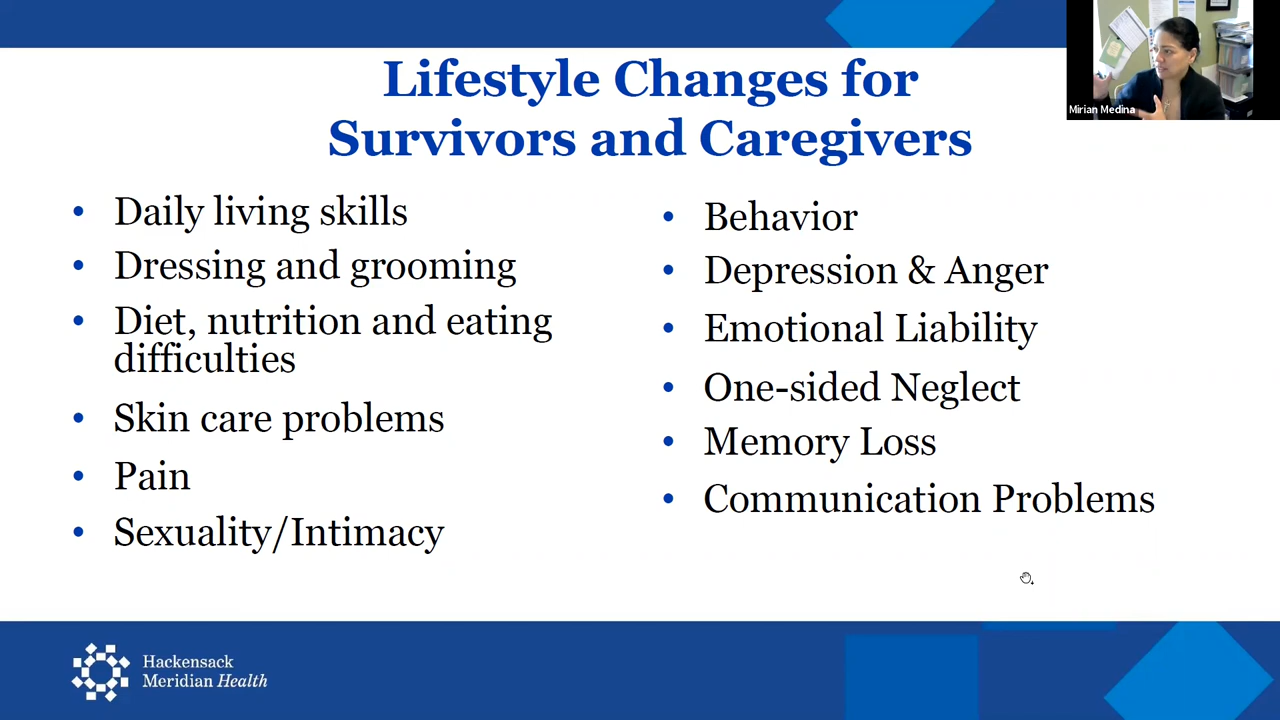 Lifestyle Changes for
Survivors and Caregivers
Mirian Medina
• Daily living skills
• Dressing and grooming
• Diet, nutrition and eating
difficulties
• Skin care problems
• Pain
• Sexuality/Intimacy
• Behavior
• Depression & Anger
• Emotional Liability
• One-sided Neglect
• Memory Loss
• Communication Problems
Hackensack
Meridian Health